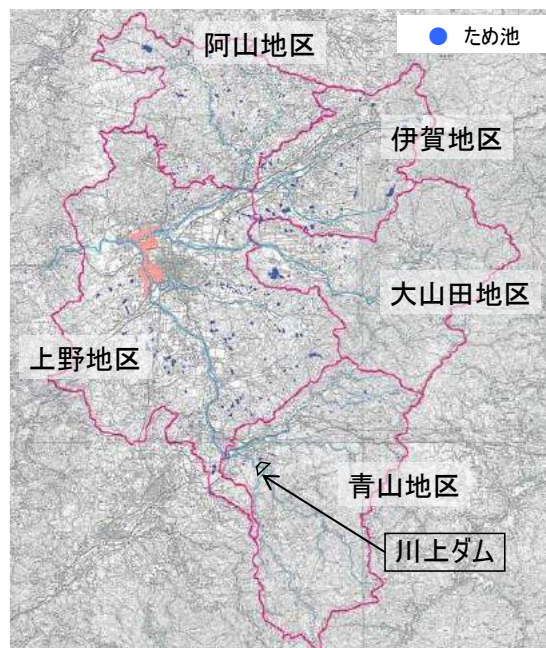 ため池
阿山地区
伊賀地区
大山田地区
上野地区
青山地区
川上ダム